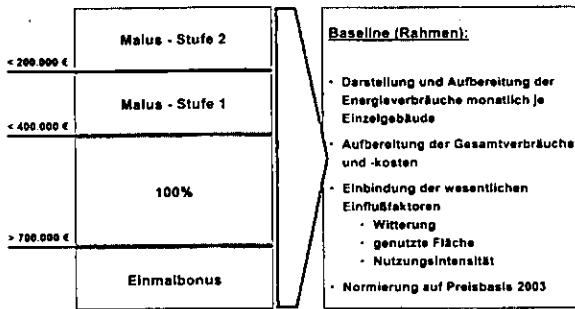 Malus - Stufe 2
< 200.000 €
Malus - Stufe 1
< 400.000 €
100%
> 700.000 €
Einmalbonus
Baseline (Rahmen):
· Darstellung und Aufbereitung der
Energieverbräuche monatlich je
Einzelgebäude
· Aufbereitung der Gesamtverbräuche
und -kosten
· Einbindung der wesentlichen
Einflußfaktoren
· Witterung
· genutzte Fläche
· Nutzungsintensität
· Normierung auf Preisbasis 2003